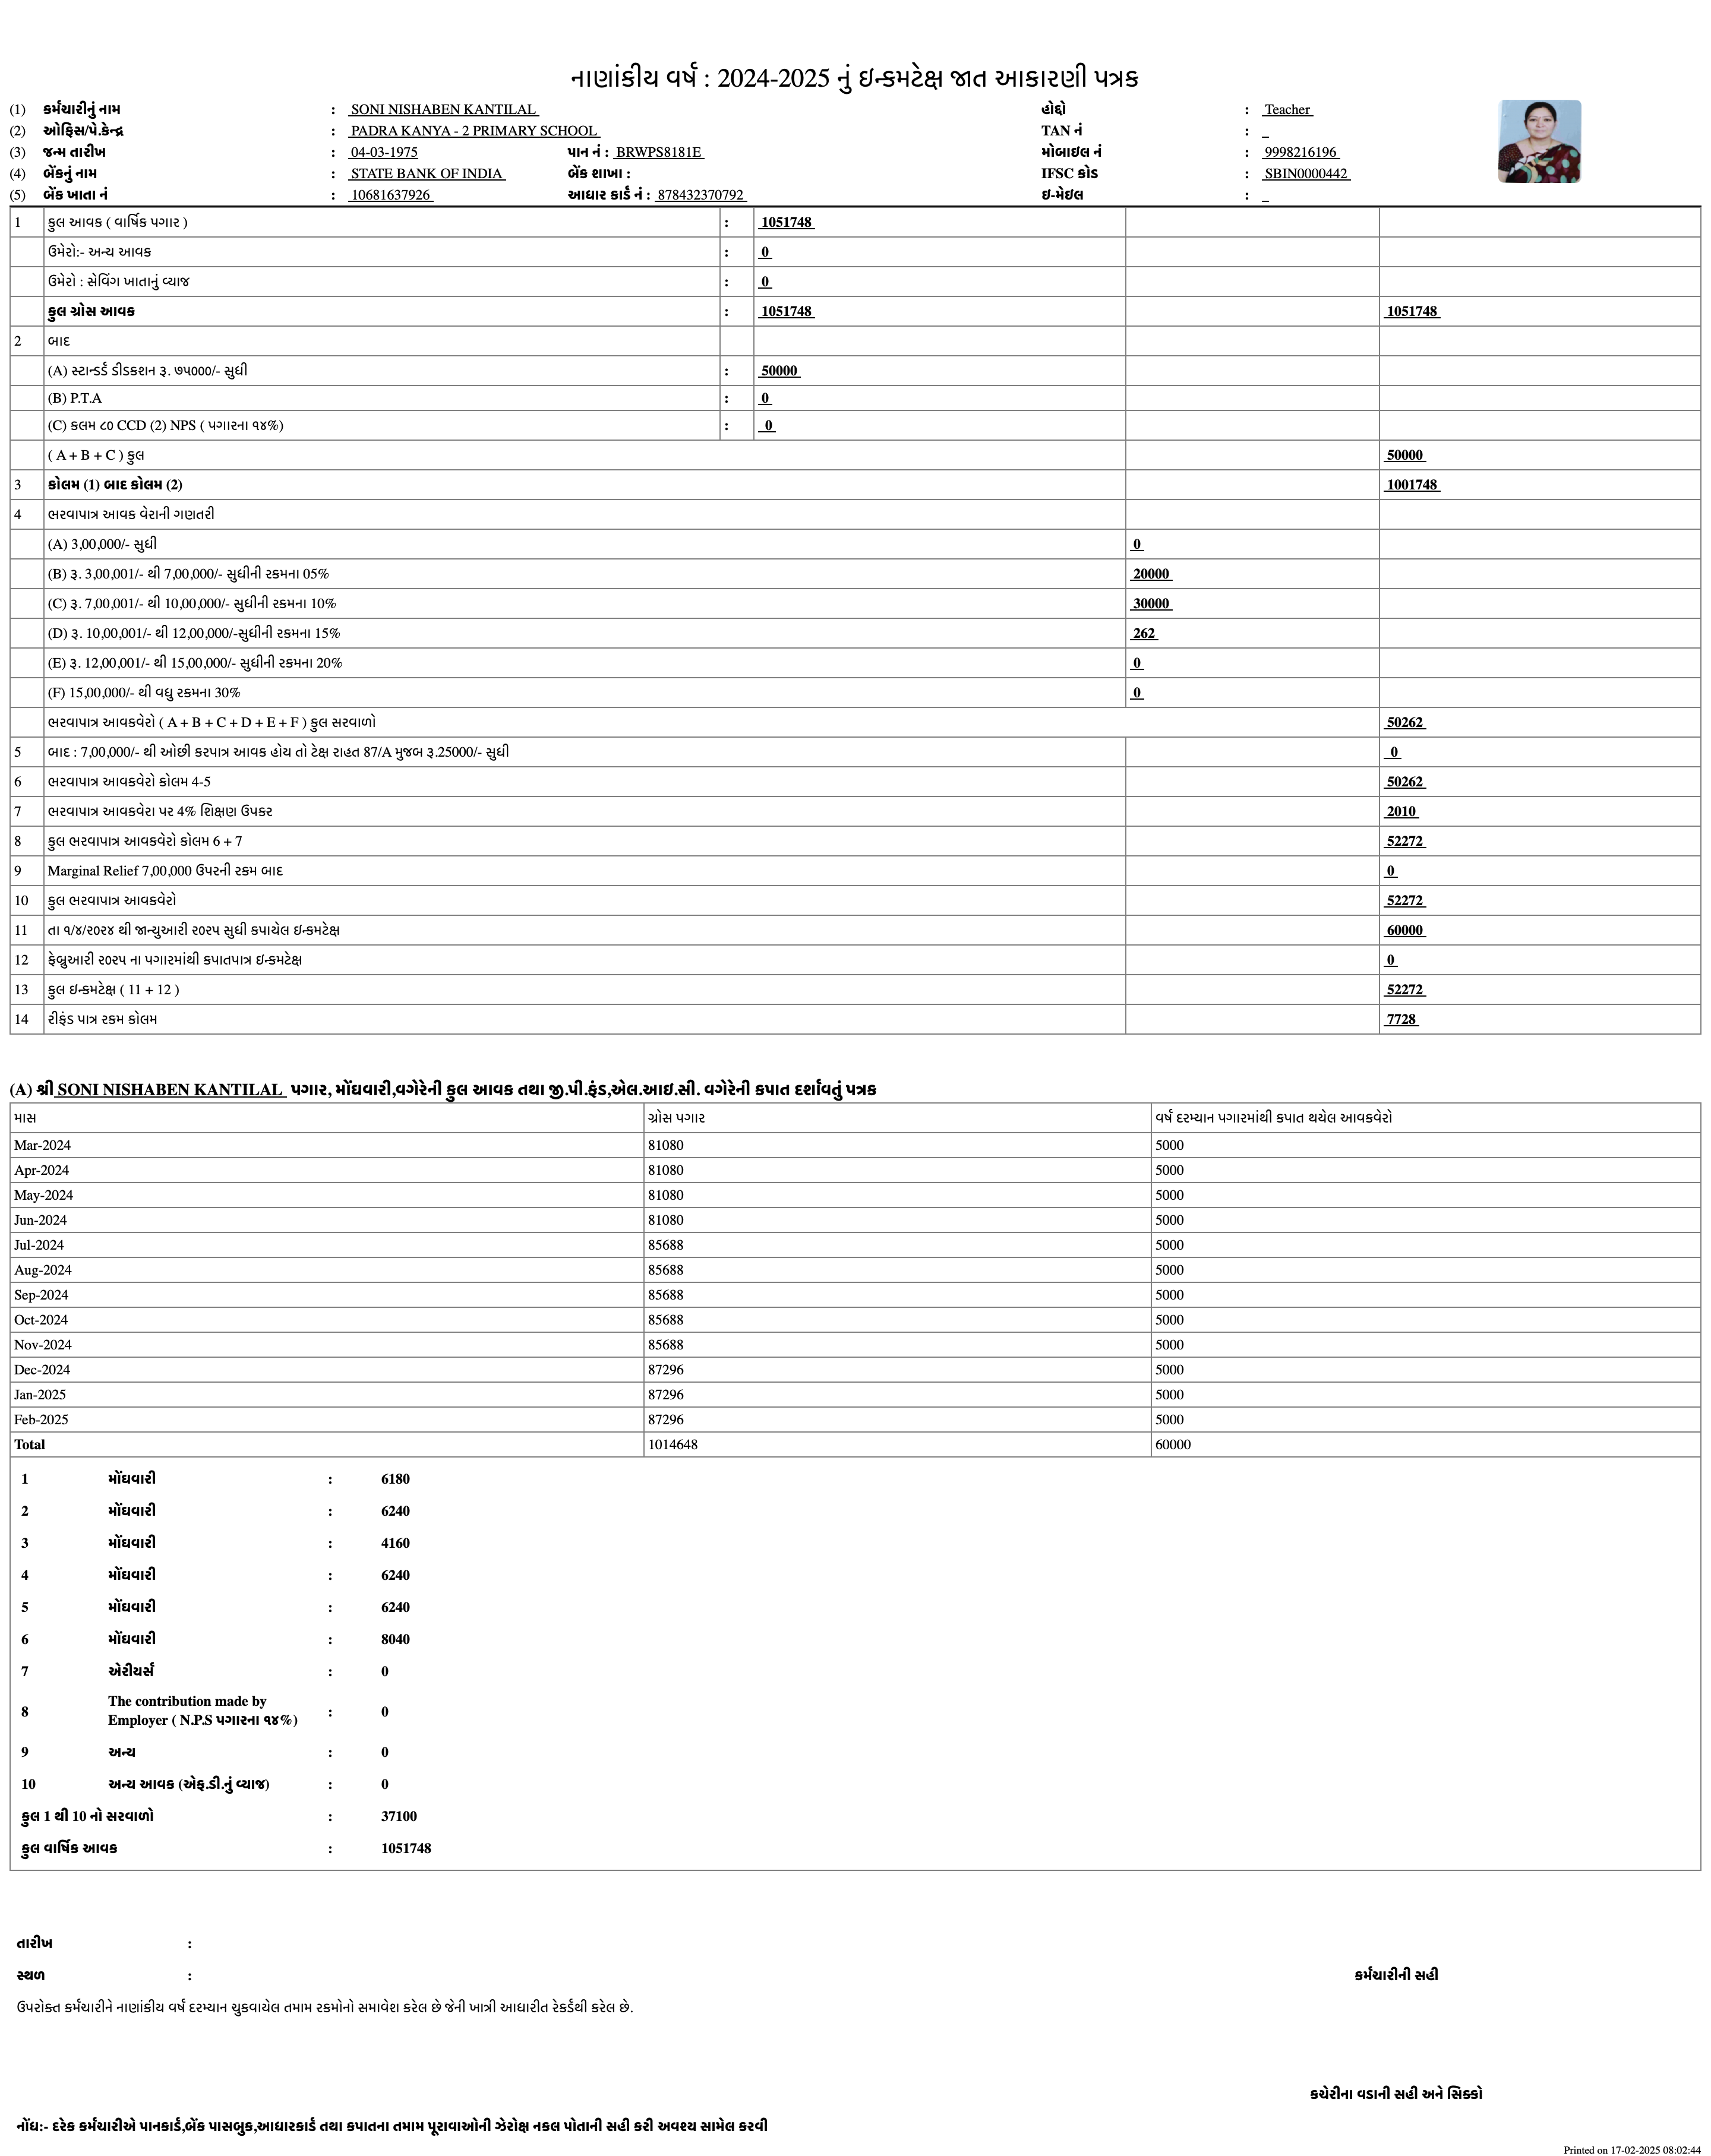 નાણાંકીય વર્ષ : 2024-2025 નું ઇન્કમટેક્ષ જાત આકારણી પત્રક
(1) કર્મચારીનું નામ : SONI NISHABEN KANTILAL હોદ્દો : Teacher
(2) ઓફિસ/પે.કેન્દ્ર : PADRA KANYA - 2 PRIMARY SCHOOL TAN નં : _
(3) જન્મ તારીખ : 04-03-1975 પાન નં : BRWPS8181E મોબાઇલ નં : 9998216196
(4) બેંકનું નામ : STATE BANK OF INDIA બેંક શાખા : IFSC કોડ : SBIN0000442
(5) બેંક ખાતા નં : 10681637926 આધાર કાર્ડ નં : 878432370792 ઇ-મેઇલ : _
1 કુલ આવક ( વાર્ષિક પગાર ) : 1051748
ઉમેરો:- અન્ય આવક : 0
ઉમેરો : સેવિંગ ખાતાનું વ્યાજ : 0
કુલ ગ્રોસ આવક : 1051748 1051748
2 બાદ
(A) સ્ટાન્ડર્ડ ડીડકશન રૂ. ૭૫૦૦૦/- સુધી : 50000
(B) P.T.A : 0
(C) કલમ ૮૦ CCD (2) NPS ( પગારના ૧૪%) : 0
( A + B + C ) કુલ 50000
3 કોલમ (1) બાદ કોલમ (2) 1001748
4 ભરવાપાત્ર આવક વેરાની ગણતરી
(A) 3,00,000/- સુધી 0
(B) રૂ. 3,00,001/- થી 7,00,000/- સુધીની રકમના 05% 20000
(C) રૂ. 7,00,001/- થી 10,00,000/- સુધીની રકમના 10% 30000
(D) રૂ. 10,00,001/- થી 12,00,000/-સુધીની રકમના 15% 262
(E) રૂ. 12,00,001/- થી 15,00,000/- સુધીની રકમના 20% 0
(F) 15,00,000/- થી વધુ રકમના 30% 0
ભરવાપાત્ર આવકવેરો ( A + B + C + D + E + F ) કુલ સરવાળો 50262
5 બાદ : 7,00,000/- થી ઓછી કરપાત્ર આવક હોય તો ટેક્ષ રાહત 87/A મુજબ રૂ.25000/- સુધી 0
6 ભરવાપાત્ર આવકવેરો કોલમ 4-5 50262
7 ભરવાપાત્ર આવકવેરા પર 4% શિક્ષણ ઉપકર 2010
8 કુલ ભરવાપાત્ર આવકવેરો કોલમ 6 + 7 52272
9 Marginal Relief 7,00,000 ઉપરની રકમ બાદ 0
10 કુલ ભરવાપાત્ર આવકવેરો 52272
11 તા ૧/૪/૨૦૨૪ થી જાન્યુઆરી ૨૦૨૫ સુધી કપાયેલ ઇન્કમટેક્ષ 60000
12 ફેબ્રુઆરી ૨૦૨૫ ના પગારમાંથી કપાતપાત્ર ઇન્કમટેક્ષ 0
13 કુલ ઇન્કમટેક્ષ ( 11 + 12 ) 52272
14 રીફંડ પાત્ર રકમ કોલમ 7728
(A) શ્રી SONI NISHABEN KANTILAL પગાર, મોંઘવારી,વગેરેની કુલ આવક તથા જી.પી.ફંડ,એલ.આઇ.સી. વગેરેની કપાત દર્શાવતું પત્રક
માસ ગ્રોસ પગાર વર્ષ દરમ્યાન પગારમાંથી કપાત થયેલ આવકવેરો
Mar-2024 81080 5000
Apr-2024 81080 5000
May-2024 81080 5000
Jun-2024 81080 5000
Jul-2024 85688 5000
Aug-2024 85688 5000
Sep-2024 85688 5000
Oct-2024 85688 5000
Nov-2024 85688 5000
Dec-2024 87296 5000
Jan-2025 87296 5000
Feb-2025 87296 5000
Total 1014648 60000
1 મોંઘવારી : 6180
2 મોંઘવારી : 6240
3 મોંઘવારી : 4160
4 મોંઘવારી : 6240
5 મોંઘવારી : 6240
6 મોંઘવારી : 8040
7 એરીયર્સ : 0
8 The contribution made by
Employer ( N.P.S પગારના ૧૪%) : 0
9 અન્ય : 0
10 અન્ય આવક (એફ.ડી.નું વ્યાજ) : 0
કુલ 1 થી 10 નો સરવાળો : 37100
કુલ વાર્ષિક આવક : 1051748
તારીખ :
સ્થળ : કર્મચારીની સહી
ઉપરોક્ત કર્મચારીને નાણાંકીય વર્ષ દરમ્યાન ચુકવાયેલ તમામ રકમોનો સમાવેશ કરેલ છે જેની ખાત્રી આધારીત રેકર્ડથી કરેલ છે.
કચેરીના વડાની સહી અને સિક્કો
નોંધ:- દરેક કર્મચારીએ પાનકાર્ડ,બેંક પાસબુક,આધારકાર્ડ તથા કપાતના તમામ પૂરાવાઓની ઝેરોક્ષ નકલ પોતાની સહી કરી અવશ્ય સામેલ કરવી
Printed on 17-02-2025 08:02:44